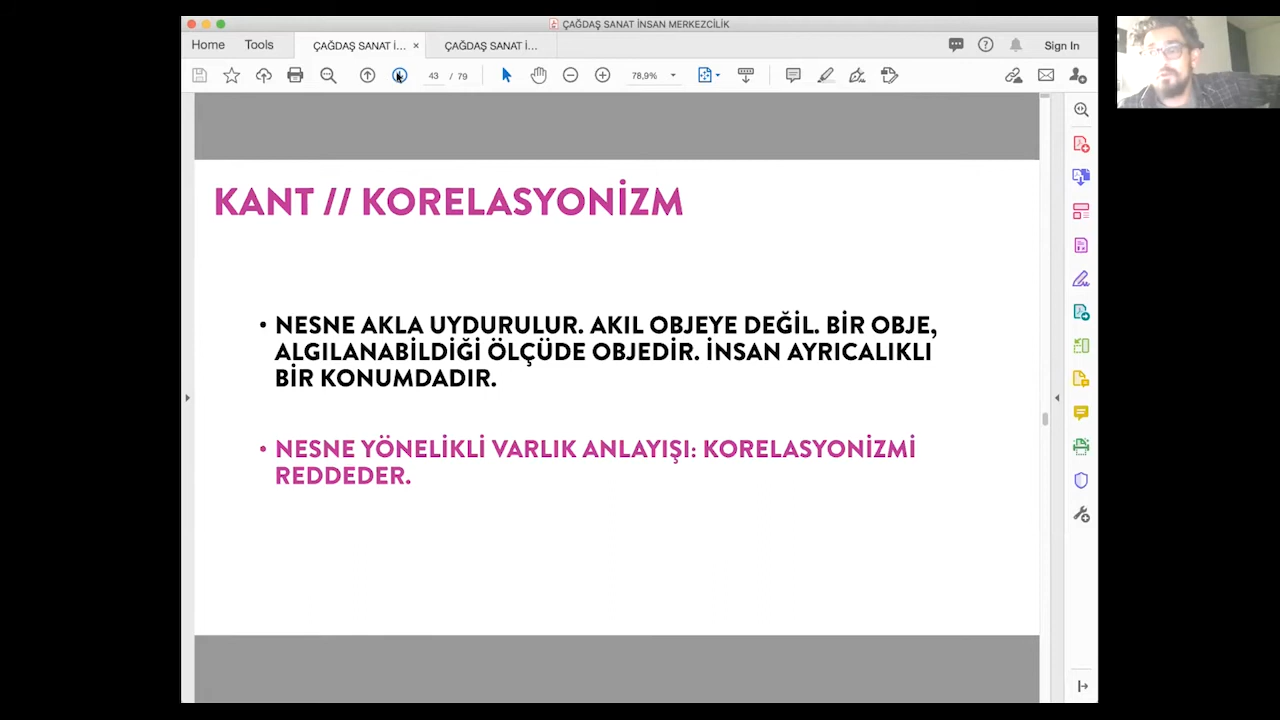 ÇAĞDAŞ SANAT İNSAN MERKEZCİLİK
Home Tools ÇAĞDAŞ SANAT İ... × ÇAĞDAŞ SANAT İ... Sign In
43 / 79 78,9%
KANT // KORELASYONİZM
• NESNE AKLA UYDURULUR. AKIL OBJEYE DEĞİL. BİR OBJE,
ALGILANABİLDİĞİ ÖLÇÜDE OBJEDİR. İNSAN AYRICALIKLI
BİR KONUMDADIR.
• NESNE YÖNELİKLİ VARLIK ANLAYIŞI: KORELASYONİZMİ
REDDEDER.